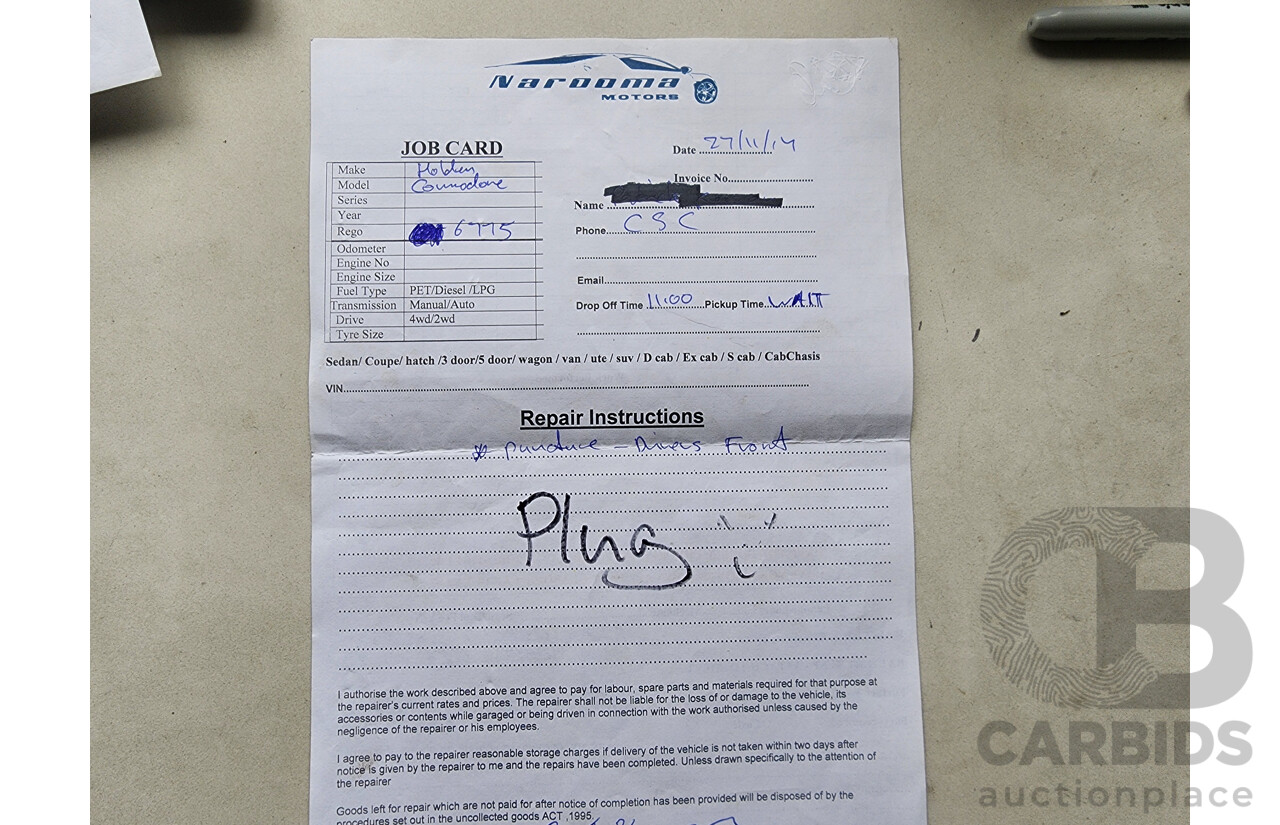 Narooma
MOTORS
JOB CARD
Date 27/11/14
Make Holden
Model Commodore
Series
Year
Rego 6775
Odometer
Engine No
Engine Size
Fuel Type PET/Diesel /LPG
Transmission Manual/Auto
Drive 4wd/2wd
Tyre Size
Invoice No
Name
Phone CSC
Email
Drop Off Time 11:00 Pickup Time WAIT
Sedan/ Coupe/ hatch /3 door/5 door/ wagon / van / ute / suv / D cab / Ex cab / S cab / CabChasis
VIN
Repair Instructions
* puncture - Drivers Front
Plug
I authorise the work described above and agree to pay for labour, spare parts and materials required for that purpose at
the repairer's current rates and prices. The repairer shall not be liable for the loss of or damage to the vehicle, its
accessories or contents while garaged or being driven in connection with the work authorised unless caused by the
negligence of the repairer or his employees.
I agree to pay to the repairer reasonable storage charges if delivery of the vehicle is not taken within two days after
notice is given by the repairer to me and the repairs have been completed. Unless drawn specifically to the attention of
the repairer
Goods left for repair which are not paid for after notice of completion has been provided will be disposed of by the
procedures set out in the uncollected goods ACT ,1995
CB
CARBIDS
auctionplace